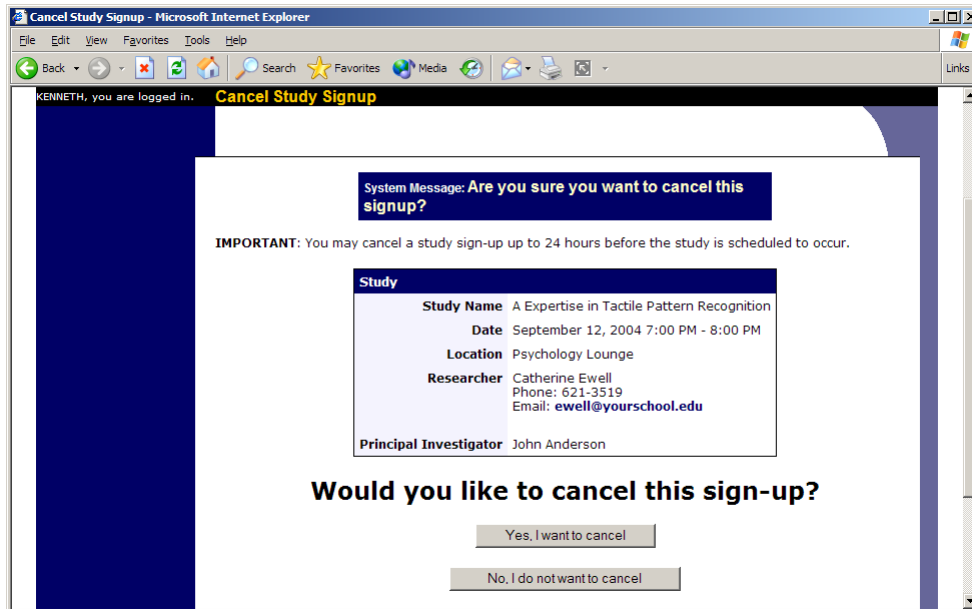 Cancel Study Signup - Microsoft Internet Explorer
File Edit View Favorites Tools Help
Back Search Favorites Media Links
KENNETH, you are logged in. Cancel Study Signup
System Message: Are you sure you want to cancel this
signup?
IMPORTANT: You may cancel a study sign-up up to 24 hours before the study is scheduled to occur.
Study
Study Name A Expertise in Tactile Pattern Recognition
Date September 12, 2004 7:00 PM - 8:00 PM
Location Psychology Lounge
Researcher Catherine Ewell
Phone: 621-3519
Email: ewell@yourschool.edu
Principal Investigator John Anderson
Would you like to cancel this sign-up?
Yes, I want to cancel
No, I do not want to cancel